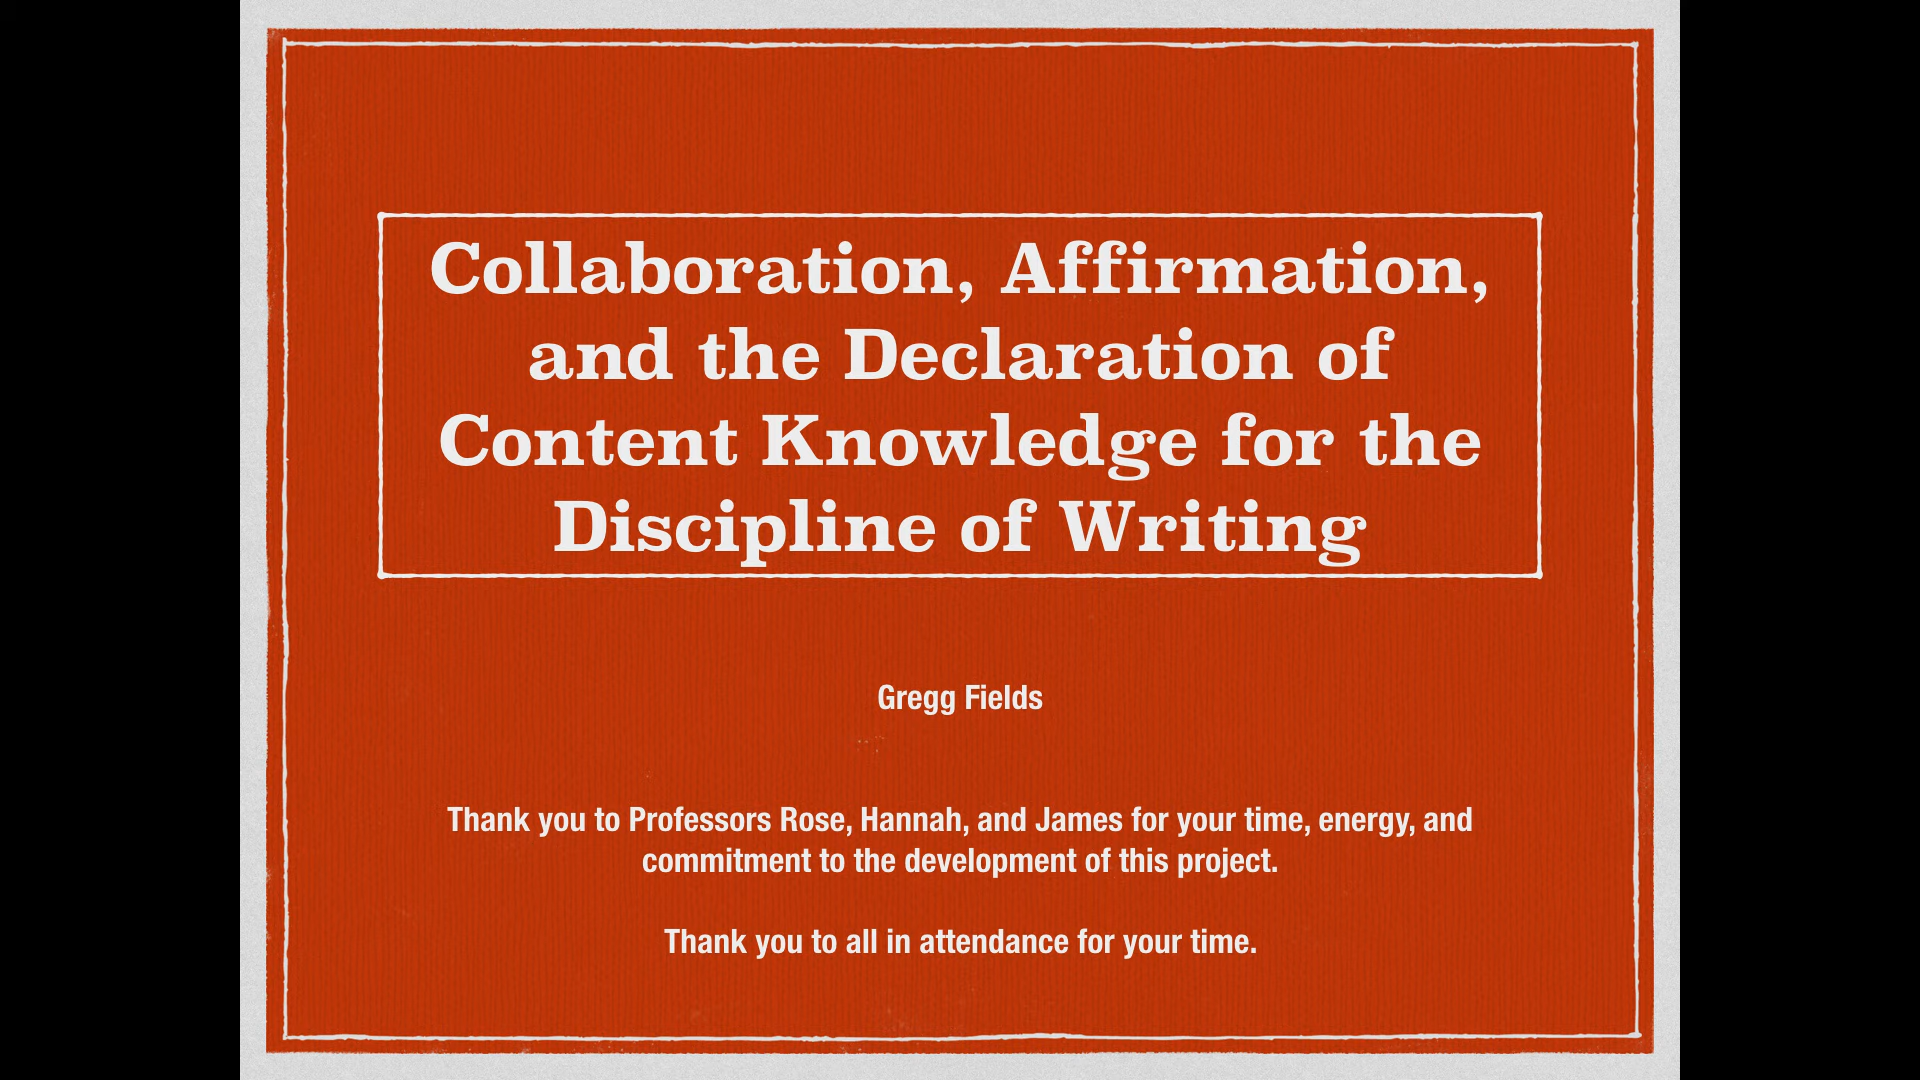 Collaboration, Affirmation,
and the Declaration of
Content Knowledge for the
Discipline of Writing
Gregg Fields
Thank you to Professors Rose, Hannah, and James for your time, energy, and
commitment to the development of this project.
Thank you to all in attendance for your time.